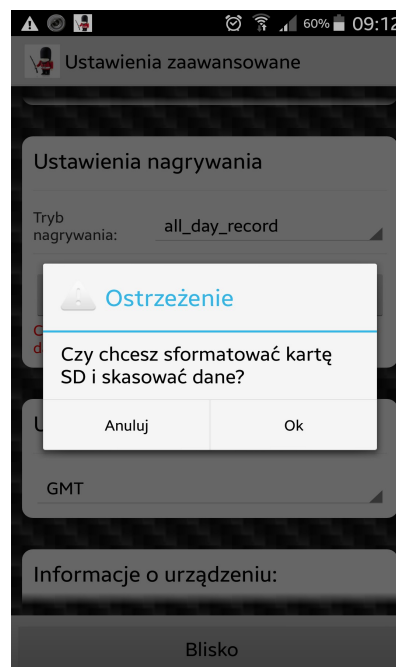 60% 09:12
Ustawienia zaawansowane
Ustawienia nagrywania
Tryb
nagrywania:
all_day_record
Ostrzeżenie
Czy chcesz sformatować kartę
SD i skasować dane?
Anuluj
Ok
GMT
Informacje o urządzeniu:
Blisko